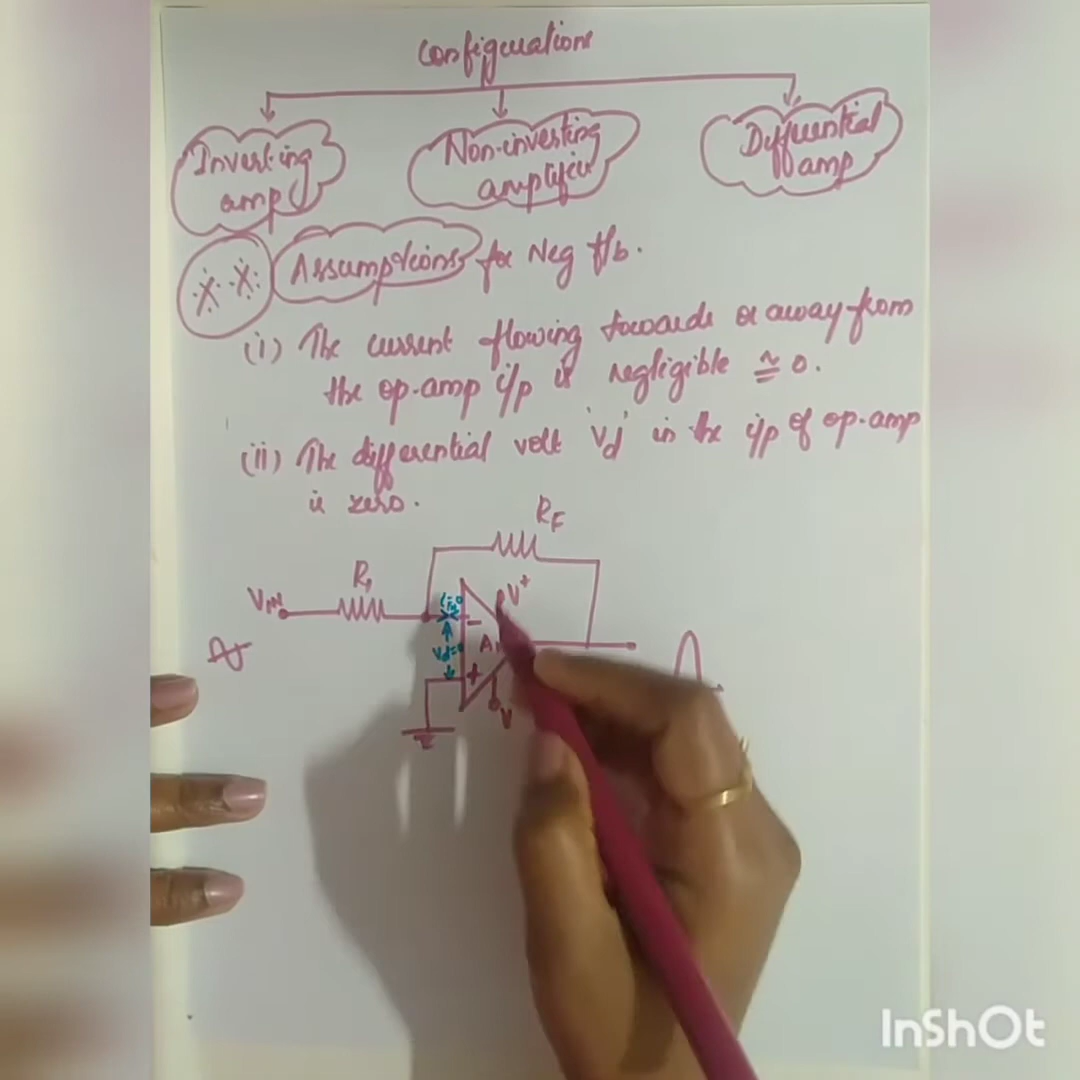 Configurations
Inverting
amp
Non-inverting
amplifier
Differential
amp
Assumptions for Neg f/b.
(i) The current flowing towards or away from
the op-amp i/p is negligible ≅ 0.
(ii) The differential volt 'Vd' in the i/p of op-amp
is zero.
RF
R1
VIN
V+
-
Vd=0
A
+
V
InShOt